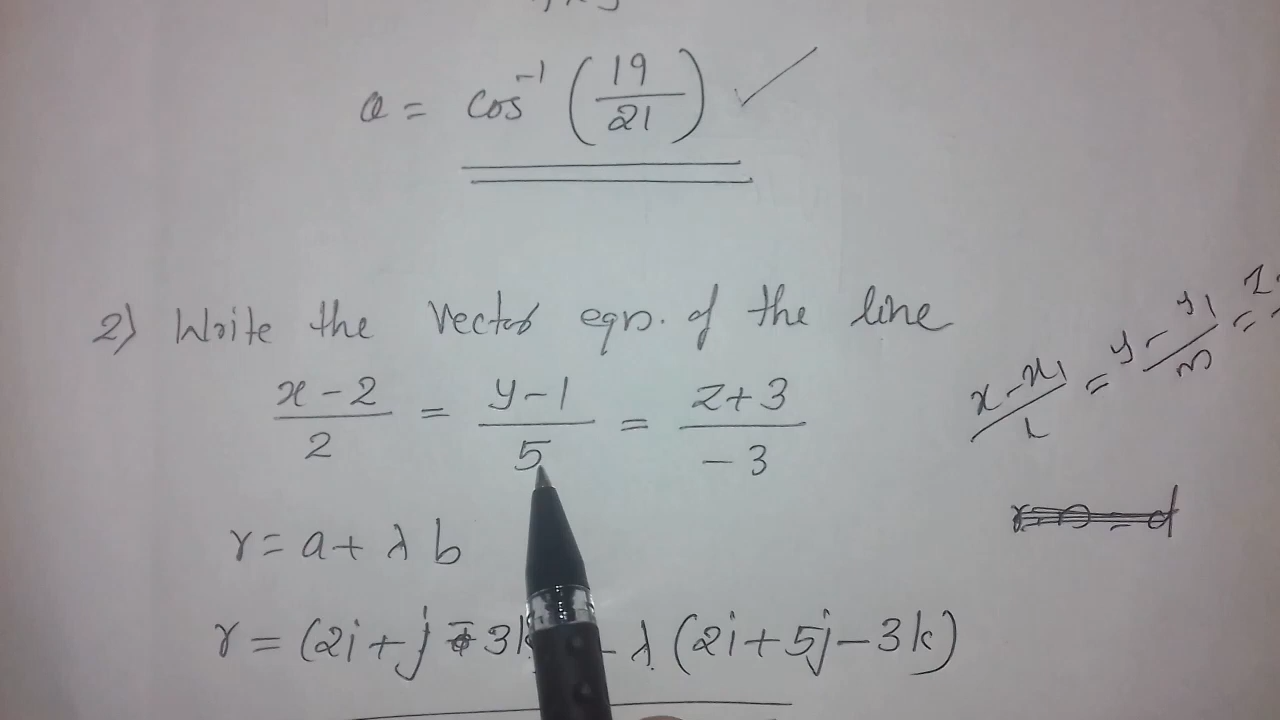 a = cos⁻¹ (19/21) ✓
2) Write the Vector eqn. of the line
x-2/2 = y-1/5 = z+3/-3
x-x₁/l = y-y₁/m = z
r = a + λ b
r = (2i + j - 3k λ (2i + 5j - 3k)